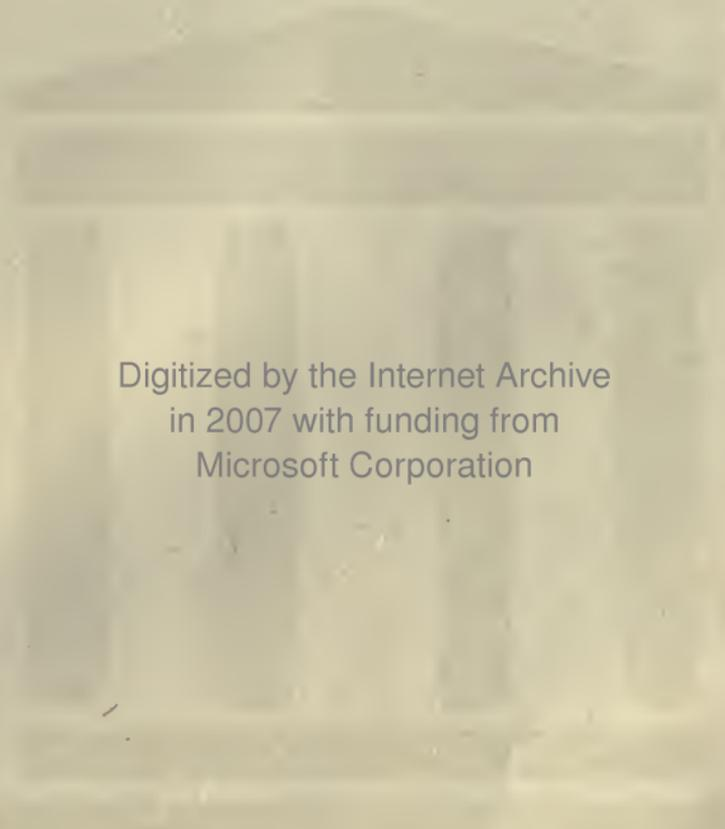 Digitized by the Internet Archive
in 2007 with funding from
Microsoft Corporation